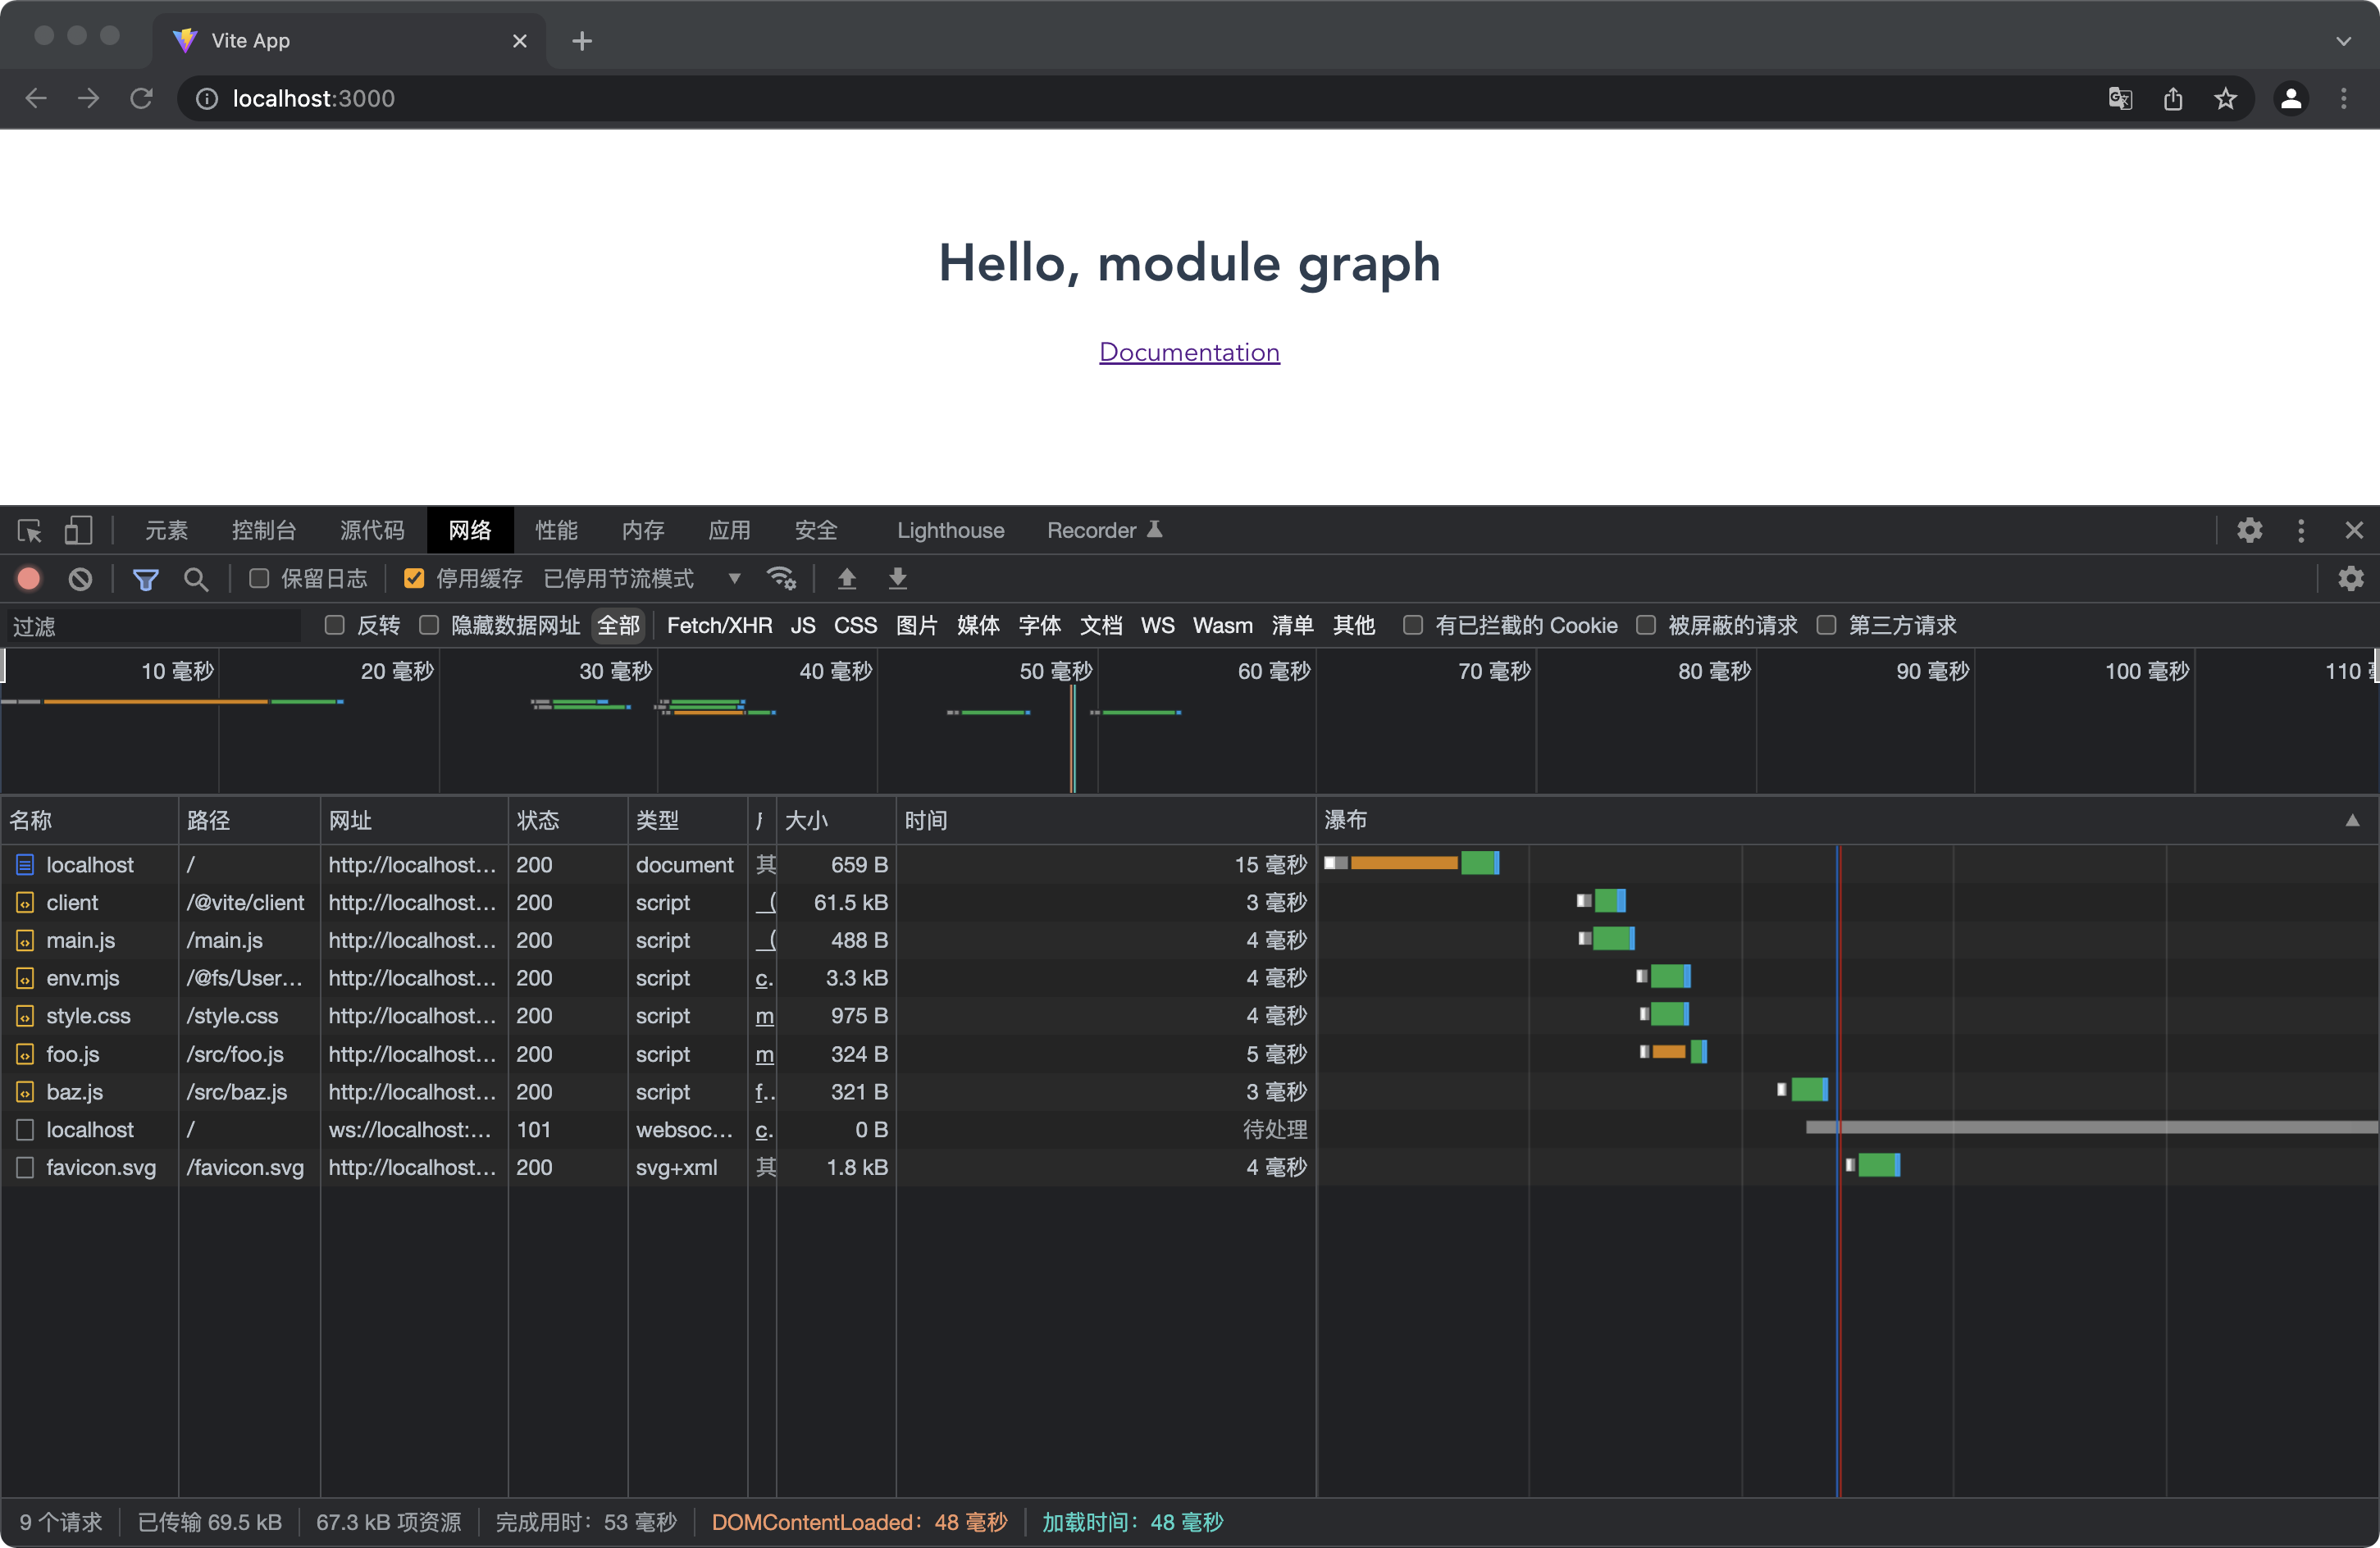 Vite App
localhost:3000
Hello, module graph
Documentation
元素 控制台 源代码 网络 性能 内存 应用 安全 Lighthouse Recorder
保留日志 停用缓存 已停用节流模式
过滤 反转 隐藏数据网址 全部 Fetch/XHR JS CSS 图片 媒体 字体 文档 WS Wasm 清单 其他 有已拦截的 Cookie 被屏蔽的请求 第三方请求
10 毫秒 20 毫秒 30 毫秒 40 毫秒 50 毫秒 60 毫秒 70 毫秒 80 毫秒 90 毫秒 100 毫秒 110
名称 路径 网址 状态 类型 大小 时间 瀑布
localhost / http://localhost... 200 document 其 659 B 15 毫秒
client /@vite/client http://localhost... 200 script _( 61.5 kB 3 毫秒
main.js /main.js http://localhost... 200 script _( 488 B 4 毫秒
env.mjs /@fs/User... http://localhost... 200 script c. 3.3 kB 4 毫秒
style.css /style.css http://localhost... 200 script m 975 B 4 毫秒
foo.js /src/foo.js http://localhost... 200 script m 324 B 5 毫秒
baz.js /src/baz.js http://localhost... 200 script f.. 321 B 3 毫秒
localhost / ws://localhost:... 101 websoc... c. 0 B 待处理
favicon.svg /favicon.svg http://localhost... 200 svg+xml 其 1.8 kB 4 毫秒
9 个请求 已传输 69.5 kB 67.3 kB 项资源 完成用时：53 毫秒 DOMContentLoaded：48 毫秒 加载时间：48 毫秒